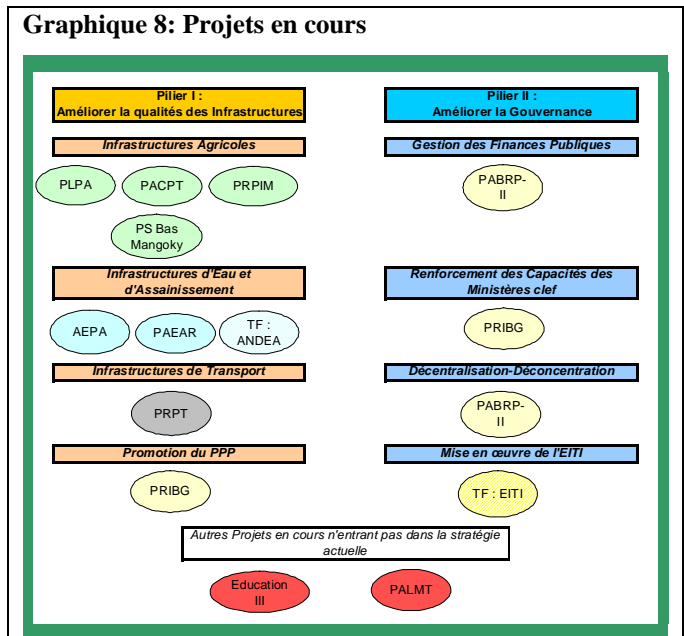 Graphique 8: Projets en cours
Pilier I :
Améliorer la qualités des Infrastructures
Pilier II :
Améliorer la Gouvernance
Infrastructures Agricoles
Gestion des Finances Publiques
PLPA
PACPT
PRPIM
PABRP-
II
PS Bas
Mangoky
Infrastructures d'Eau et
d'Assainissement
Renforcement des Capacités des
Ministères clef
AEPA
PAEAR
TF :
ANDEA
PRIBG
Infrastructures de Transport
Décentralisation-Déconcentration
PRPT
PABRP-
II
Promotion du PPP
Mise en œuvre de l'EITI
PRIBG
TF : EITI
Autres Projets en cours n'entrant pas dans la stratégie
actuelle
Education
III
PALMT